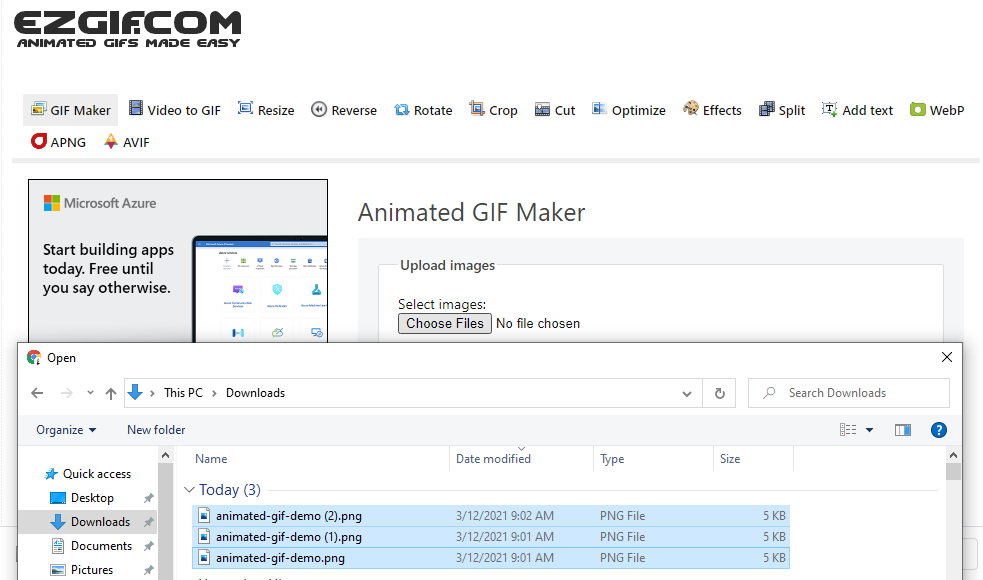 EZGIF.COM
ANIMATED GIFS MADE EASY
GIF Maker Video to GIF Resize Reverse Rotate Crop Cut Optimize Effects Split Add text WebP
APNG AVIF
Microsoft Azure
Start building apps
today. Free until
you say otherwise.
Animated GIF Maker
Upload images
Select images:
Choose Files No file chosen
Open
This PC > Downloads
Search Downloads
Organize New folder
Name Date modified Type Size
Quick access
Desktop
Downloads
Documents
Pictures
Today (3)
animated-gif-demo (2).png 3/12/2021 9:02 AM PNG File 5 KB
animated-gif-demo (1).png 3/12/2021 9:01 AM PNG File 5 KB
animated-gif-demo.png 3/12/2021 9:01 AM PNG File 5 KB